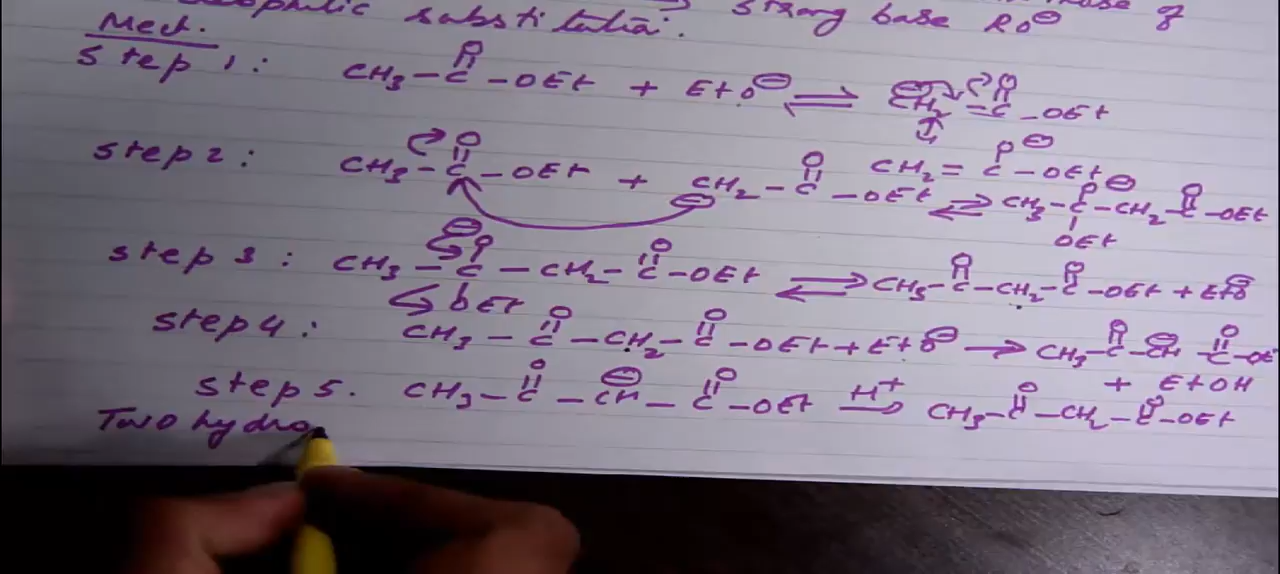 substitution. strong base RO⊖
Mech.
Step 1: CH3 – C(=O) – OEt + EtO⊖ ⇌ ⊖CH2 – C(=O) – OEt
↕
CH2 = C(–O⊖) – OEt
step 2: CH3 – C(=O) – OEt + ⊖CH2 – C(=O) – OEt ⇌ CH3 – C(O⊖)(OEt) – CH2 – C(=O) – OEt
step 3: CH3 – C(O⊖)(OEt) – CH2 – C(=O) – OEt ⇌ CH3 – C(=O) – CH2 – C(=O) – OEt + EtO⊖
step 4: CH3 – C(=O) – CH2 – C(=O) – OEt + EtO⊖ → CH3 – C(=O) – CH⊖ C(=O) – OE
+ EtOH
step 5. CH3 – C(=O) – CH⊖ – C(=O) – OEt —H+→ CH3 – C(=O) – CH2 – C(=O) – OEt
Two hydro